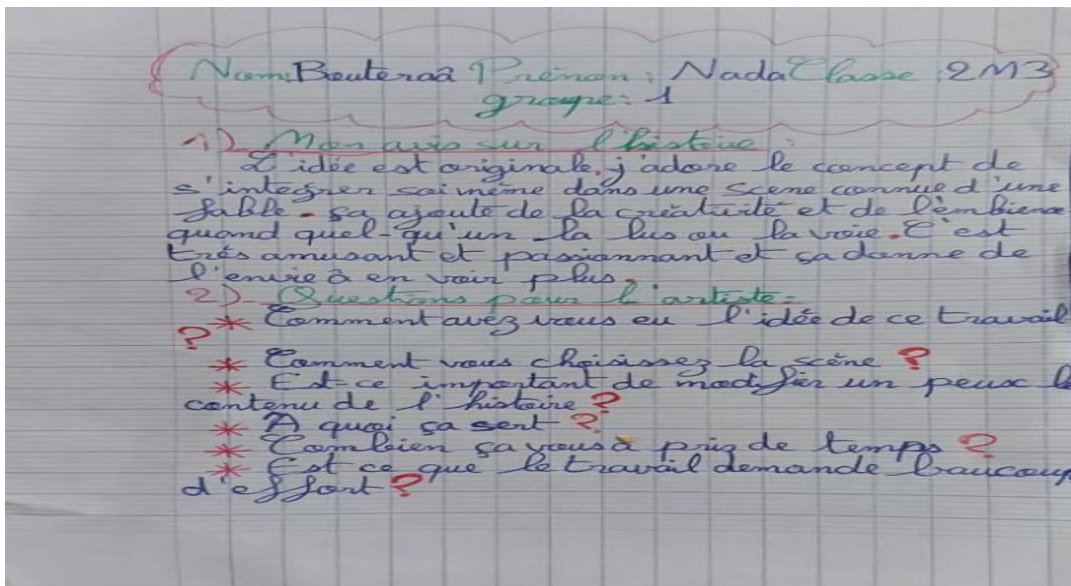 Nom: Bouteraâ Prénom: Nada Classe: 2M3
groupe: 1
1)- Mon avis sur l'histoire:
L'idée est originale. j'adore le concept de
s'integrer soi même dans une scene connue d'une
fable. sa ajoute de la créativité et de l'embience
quand quel-qu'un la lus ou la voie. C'est
trés amusant et passionnant et ça donne de
l'envie à en voir plus.
2)- Questions pour l'artiste:
* Comment avez vous eu l'idée de ce travail
?
* Comment vous choisissez la scène ?
* Est-ce important de modifier un peux le
contenu de l'histoire ?
* A quoi ça sert ?
* Combien ça vous à pris de temps ?
* Est ce que le travail demande beaucoup
d'effort ?